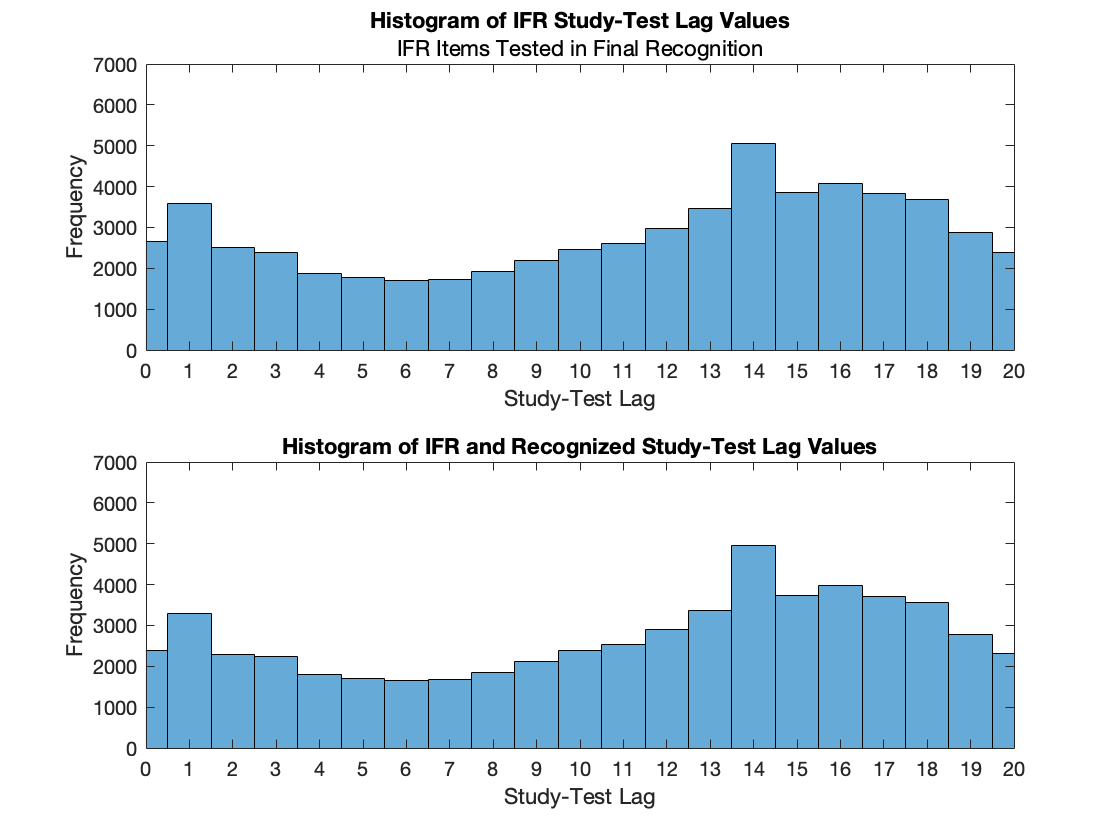 Histogram of IFR Study-Test Lag Values
IFR Items Tested in Final Recognition
7000
6000
5000
4000
3000
2000
1000
0
Frequency
0 1 2 3 4 5 6 7 8 9 10 11 12 13 14 15 16 17 18 19 20
Study-Test Lag
Histogram of IFR and Recognized Study-Test Lag Values
7000
6000
5000
4000
3000
2000
1000
0
Frequency
0 1 2 3 4 5 6 7 8 9 10 11 12 13 14 15 16 17 18 19 20
Study-Test Lag